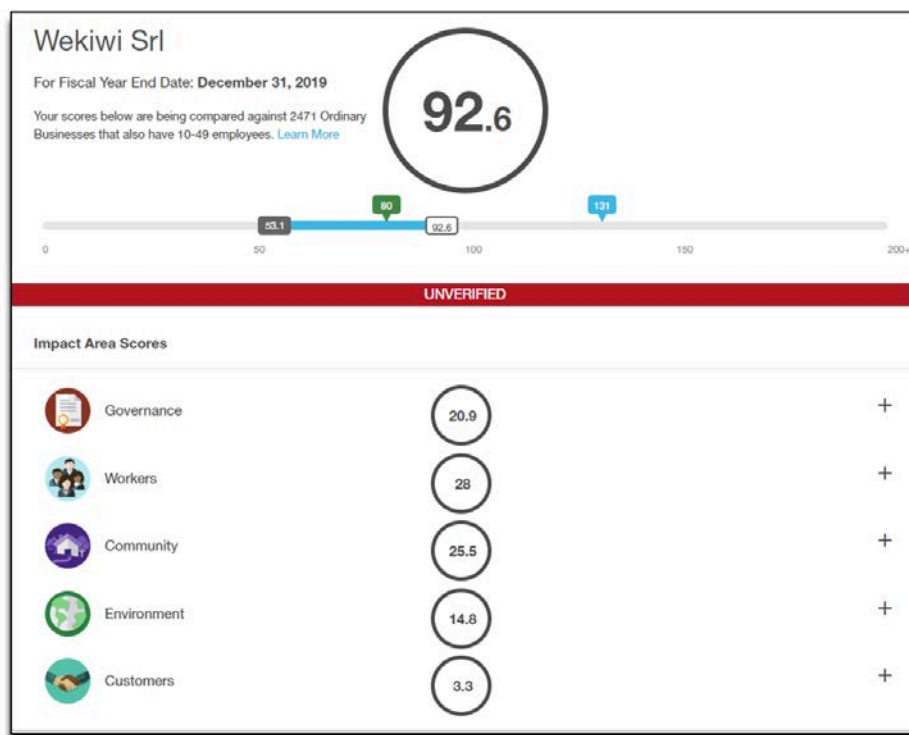 Wekiwi Srl
For Fiscal Year End Date: December 31, 2019
Your scores below are being compared against 2471 Ordinary
Businesses that also have 10-49 employees. Learn More
92.6
80
131
53.1
92.6
0
50
100
150
200+
UNVERIFIED
Impact Area Scores
Governance
20.9
+
Workers
28
+
Community
25.5
+
Environment
14.8
+
Customers
3.3
+